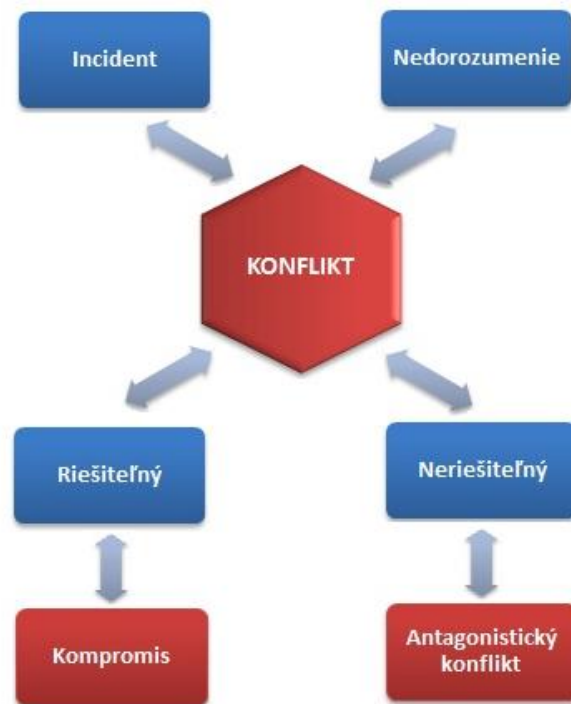 Incident
Nedorozumenie
KONFLIKT
Riešiteľný
Neriešiteľný
Kompromis
Antagonistický
konflikt